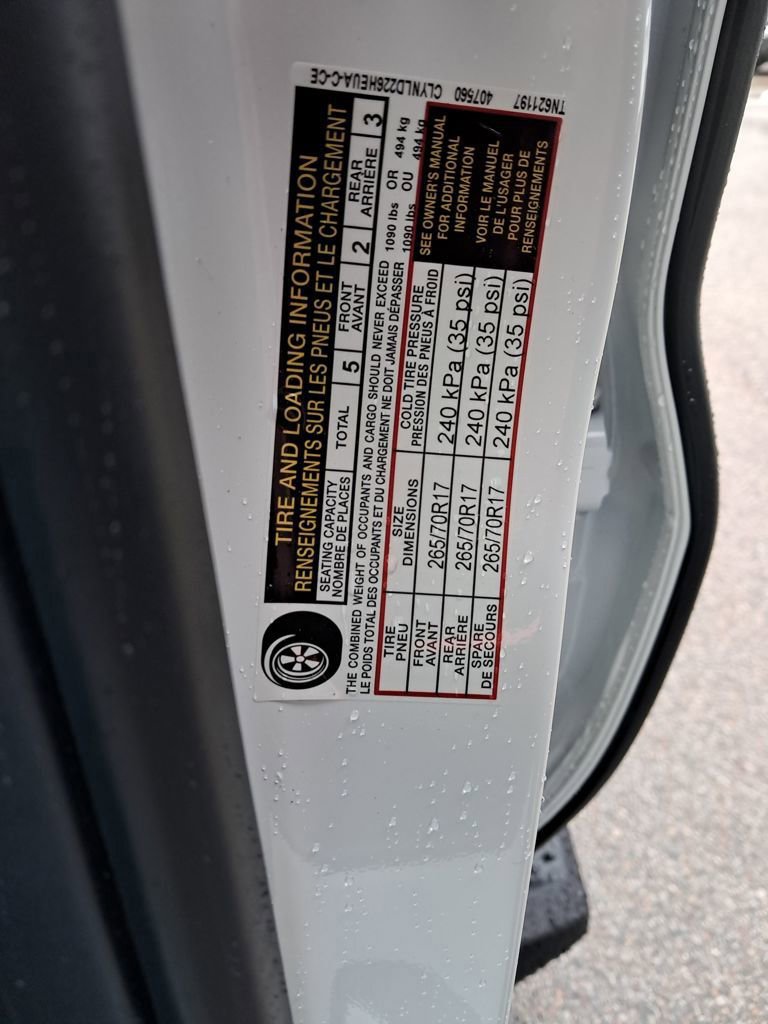 TIRE AND LOADING INFORMATION
RENSEIGNEMENTS SUR LES PNEUS ET LE CHARGEMENT
SEATING CAPACITY
NOMBRE DE PLACES
TOTAL 5
FRONT
AVANT
2
REAR
ARRIÈRE
3
THE COMBINED WEIGHT OF OCCUPANTS AND CARGO SHOULD NEVER EXCEED 1090 lbs OR 494 kg
LE POIDS TOTAL DES OCCUPANTS ET DU CHARGEMENT NE DOIT JAMAIS DÉPASSER 1090 lbs OU 494 kg
TIRE
PNEU
SIZE
DIMENSIONS
COLD TIRE PRESSURE
PRESSION DES PNEUS À FROID
FRONT
AVANT
265/70R17
240 kPa (35 psi)
REAR
ARRIÈRE
265/70R17
240 kPa (35 psi)
SPARE
DE SECOURS
265/70R17
240 kPa (35 psi)
SEE OWNER'S MANUAL
FOR ADDITIONAL
INFORMATION
VOIR LE MANUEL
DE L'USAGER
POUR PLUS DE
RENSEIGNEMENTS
TN621197 407560 CLYNLD226HEUA-C-CE